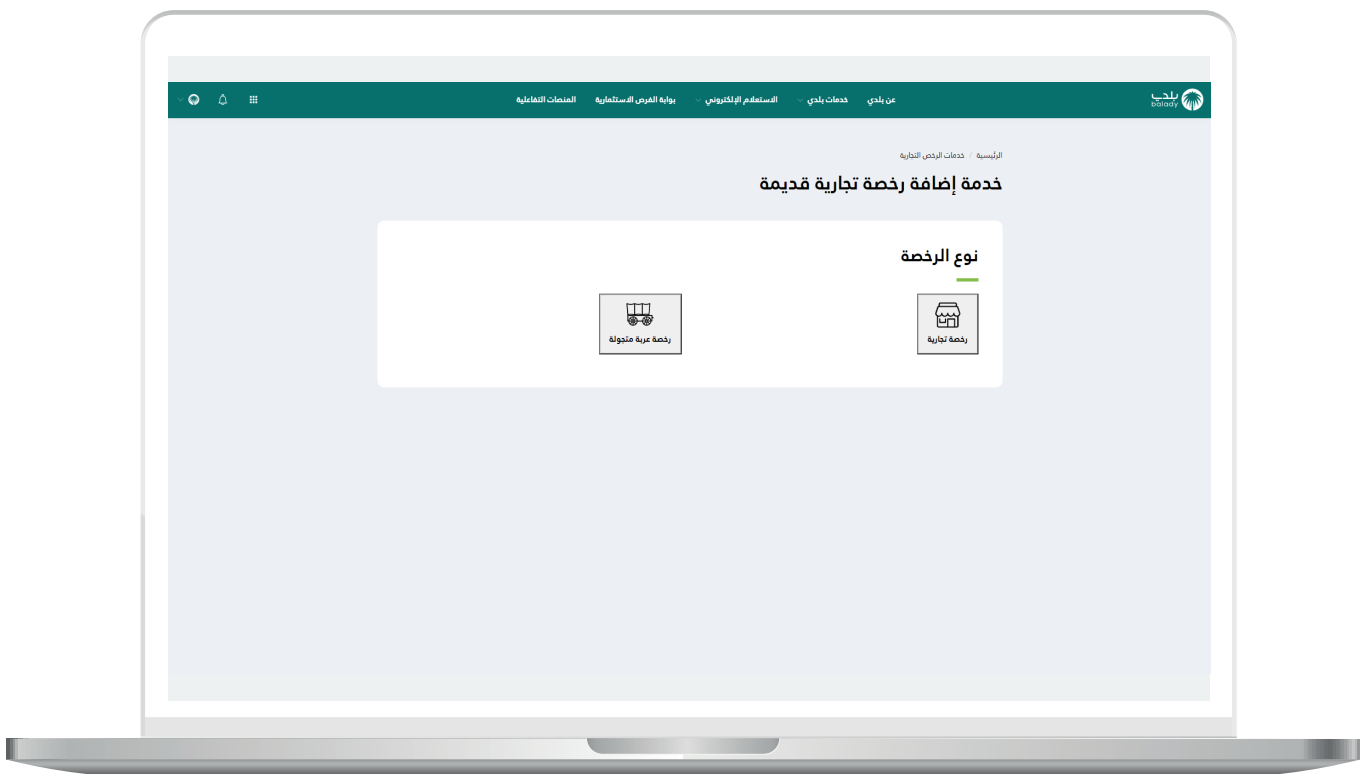 بلدي
balady
عن بلدي
خدمات بلدي
الاستعلام الإلكتروني
بوابة الفرص الاستثمارية
المنصات التفاعلية
الرئيسية / خدمات الرخص التجارية
خدمة إضافة رخصة تجارية قديمة
نوع الرخصة
رخصة تجارية
رخصة عربة متجولة